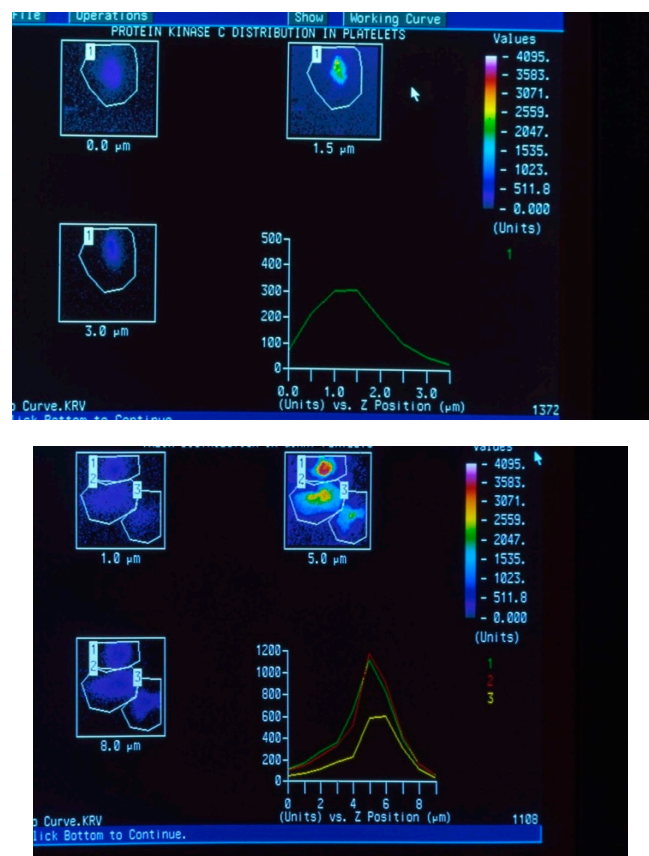 File Operations Show Working Curve
PROTEIN KINASE C DISTRIBUTION IN PLATELETS
Values
1
1
4095.
3583.
3071.
2559.
2047.
1535.
1023.
511.8
0.000
(Units)
1
0.0 µm
1.5 µm
1
3.0 µm
500
400
300
200
100
0
0.0 1.0 2.0 3.0
(Units) vs. Z Position (µm)
Curve.KRV
1372
Click Bottom to Continue
Values
1
2
3
1
2
3
4095.
3583.
3071.
2559.
2047.
1535.
1023.
511.8
0.000
(Units)
1
2
3
1.0 µm
5.0 µm
1
2
3
8.0 µm
1200
1000
800
600
400
200
0
0 2 4 6 8
(Units) vs. Z Position (µm)
Curve.KRV
1108
lick Bottom to Continue.